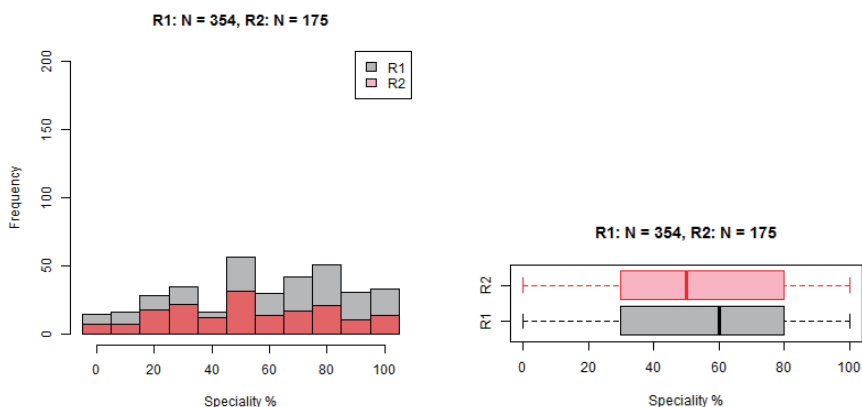 R1: N = 354, R2: N = 175
R1
R2
Frequency
0
50
100
150
200
0 20 40 60 80 100
Speciality %
R1: N = 354, R2: N = 175
R2
R1
0 20 40 60 80 100
Speciality %